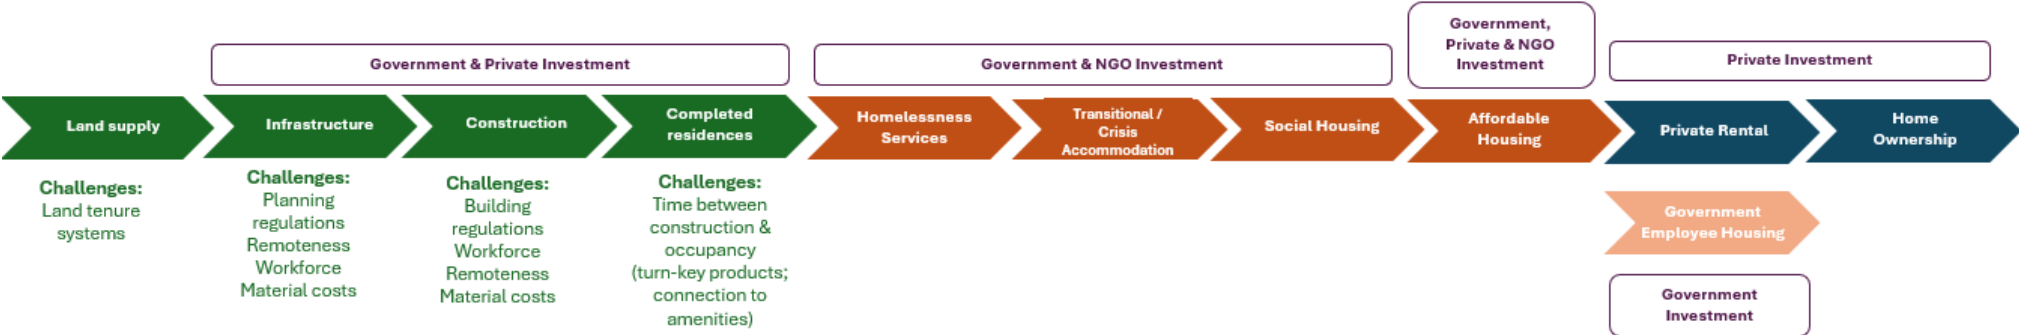 Government & Private Investment
Government & NGO Investment
Government,
Private & NGO
Investment
Private Investment
Land supply
Infrastructure
Construction
Completed
residences
Homelessness
Services
Transitional /
Crisis
Accommodation
Social Housing
Affordable
Housing
Private Rental
Home
Ownership
Challenges:
Land tenure
systems
Challenges:
Planning
regulations
Remoteness
Workforce
Material costs
Challenges:
Building
regulations
Workforce
Remoteness
Material costs
Challenges:
Time between
construction &
occupancy
(turn-key products;
connection to
amenities)
Government
Employee Housing
Government
Investment